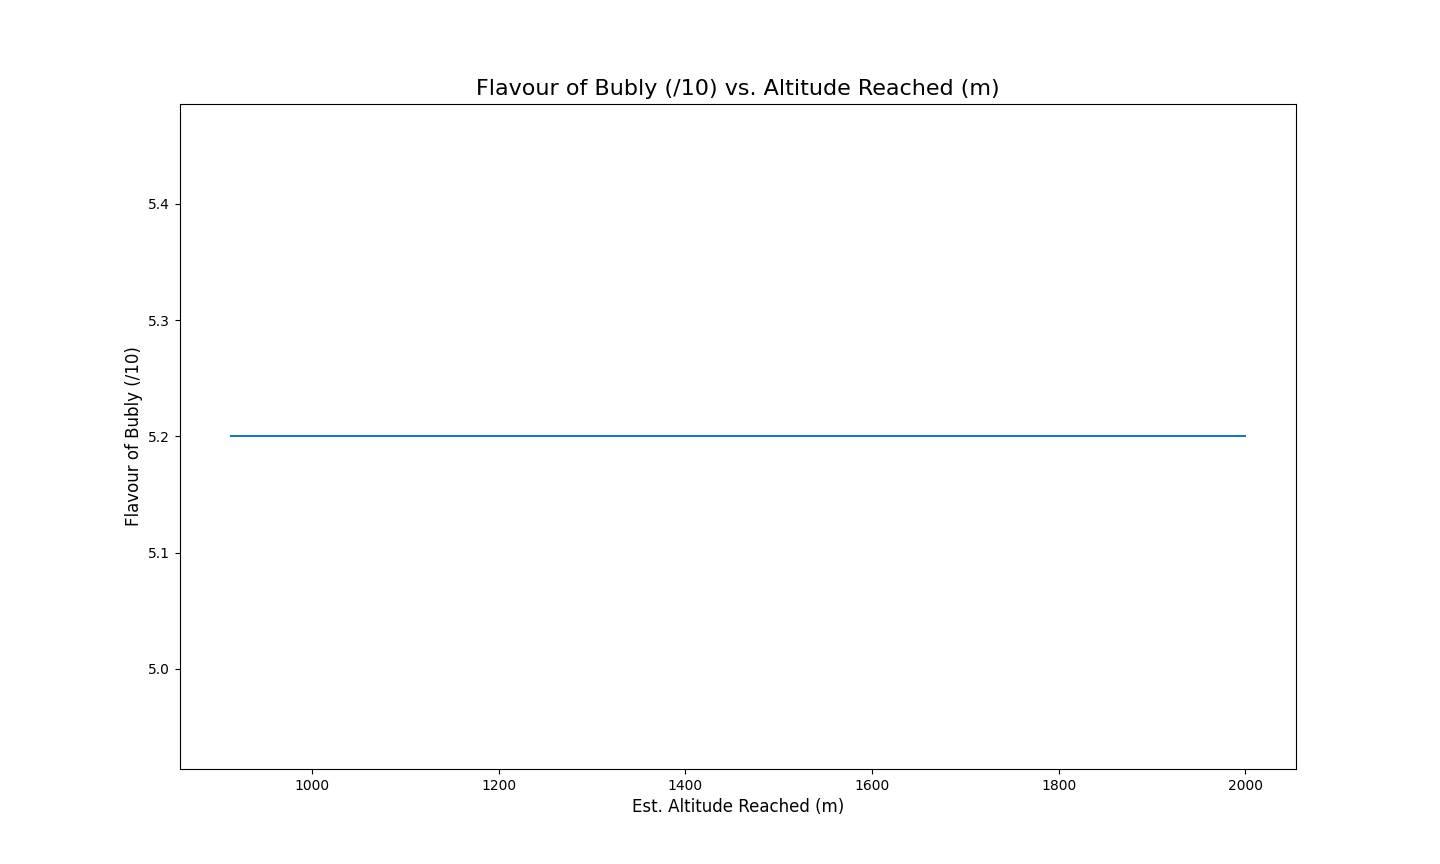 Flavour of Bubly (/10) vs. Altitude Reached (m)
Flavour of Bubly (/10)
5.4
5.3
5.2
5.1
5.0
1000 1200 1400 1600 1800 2000
Est. Altitude Reached (m)